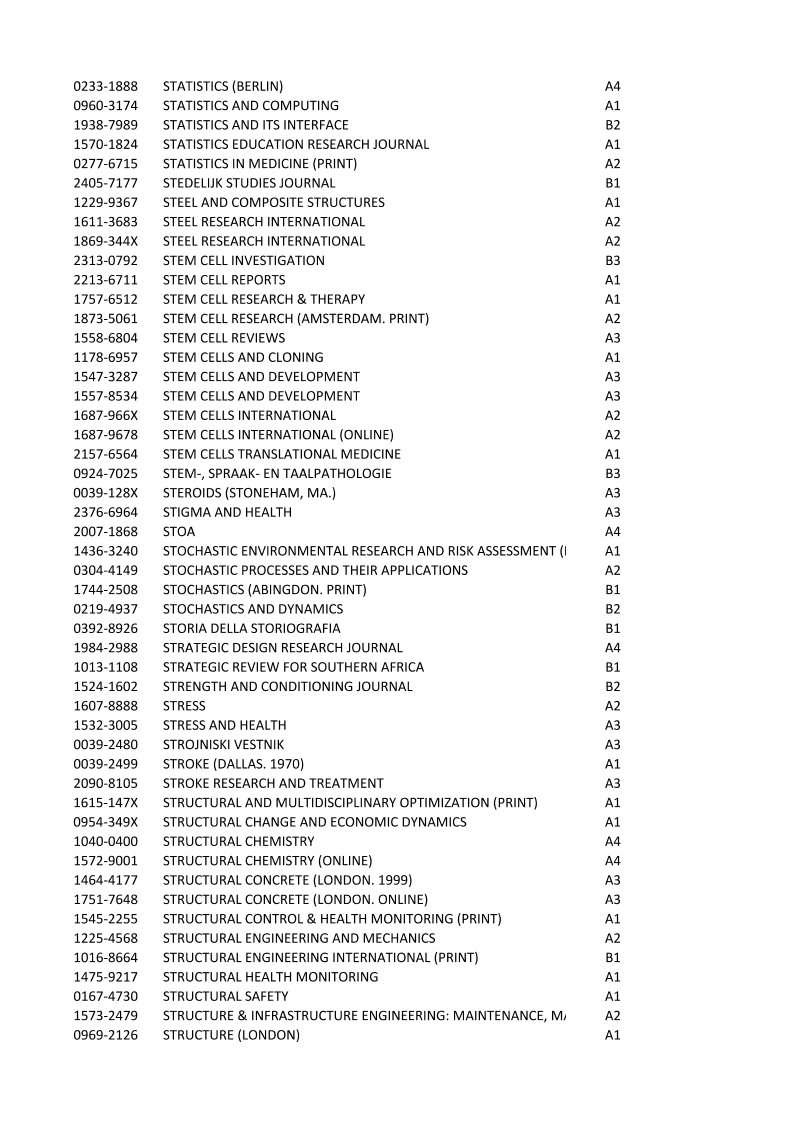 0233-1888 STATISTICS (BERLIN) A4
0960-3174 STATISTICS AND COMPUTING A1
1938-7989 STATISTICS AND ITS INTERFACE B2
1570-1824 STATISTICS EDUCATION RESEARCH JOURNAL A1
0277-6715 STATISTICS IN MEDICINE (PRINT) A2
2405-7177 STEDELIJK STUDIES JOURNAL B1
1229-9367 STEEL AND COMPOSITE STRUCTURES A1
1611-3683 STEEL RESEARCH INTERNATIONAL A2
1869-344X STEEL RESEARCH INTERNATIONAL A2
2313-0792 STEM CELL INVESTIGATION B3
2213-6711 STEM CELL REPORTS A1
1757-6512 STEM CELL RESEARCH & THERAPY A1
1873-5061 STEM CELL RESEARCH (AMSTERDAM. PRINT) A2
1558-6804 STEM CELL REVIEWS A3
1178-6957 STEM CELLS AND CLONING A1
1547-3287 STEM CELLS AND DEVELOPMENT A3
1557-8534 STEM CELLS AND DEVELOPMENT A3
1687-966X STEM CELLS INTERNATIONAL A2
1687-9678 STEM CELLS INTERNATIONAL (ONLINE) A2
2157-6564 STEM CELLS TRANSLATIONAL MEDICINE A1
0924-7025 STEM-, SPRAAK- EN TAALPATHOLOGIE B3
0039-128X STEROIDS (STONEHAM, MA.) A3
2376-6964 STIGMA AND HEALTH A3
2007-1868 STOA A4
1436-3240 STOCHASTIC ENVIRONMENTAL RESEARCH AND RISK ASSESSMENT ( A1
0304-4149 STOCHASTIC PROCESSES AND THEIR APPLICATIONS A2
1744-2508 STOCHASTICS (ABINGDON. PRINT) B1
0219-4937 STOCHASTICS AND DYNAMICS B2
0392-8926 STORIA DELLA STORIOGRAFIA B1
1984-2988 STRATEGIC DESIGN RESEARCH JOURNAL A4
1013-1108 STRATEGIC REVIEW FOR SOUTHERN AFRICA B1
1524-1602 STRENGTH AND CONDITIONING JOURNAL B2
1607-8888 STRESS A2
1532-3005 STRESS AND HEALTH A3
0039-2480 STROJNISKI VESTNIK A3
0039-2499 STROKE (DALLAS. 1970) A1
2090-8105 STROKE RESEARCH AND TREATMENT A3
1615-147X STRUCTURAL AND MULTIDISCIPLINARY OPTIMIZATION (PRINT) A1
0954-349X STRUCTURAL CHANGE AND ECONOMIC DYNAMICS A1
1040-0400 STRUCTURAL CHEMISTRY A4
1572-9001 STRUCTURAL CHEMISTRY (ONLINE) A4
1464-4177 STRUCTURAL CONCRETE (LONDON. 1999) A3
1751-7648 STRUCTURAL CONCRETE (LONDON. ONLINE) A3
1545-2255 STRUCTURAL CONTROL & HEALTH MONITORING (PRINT) A1
1225-4568 STRUCTURAL ENGINEERING AND MECHANICS A2
1016-8664 STRUCTURAL ENGINEERING INTERNATIONAL (PRINT) B1
1475-9217 STRUCTURAL HEALTH MONITORING A1
0167-4730 STRUCTURAL SAFETY A1
1573-2479 STRUCTURE & INFRASTRUCTURE ENGINEERING: MAINTENANCE, A2
0969-2126 STRUCTURE (LONDON) A1